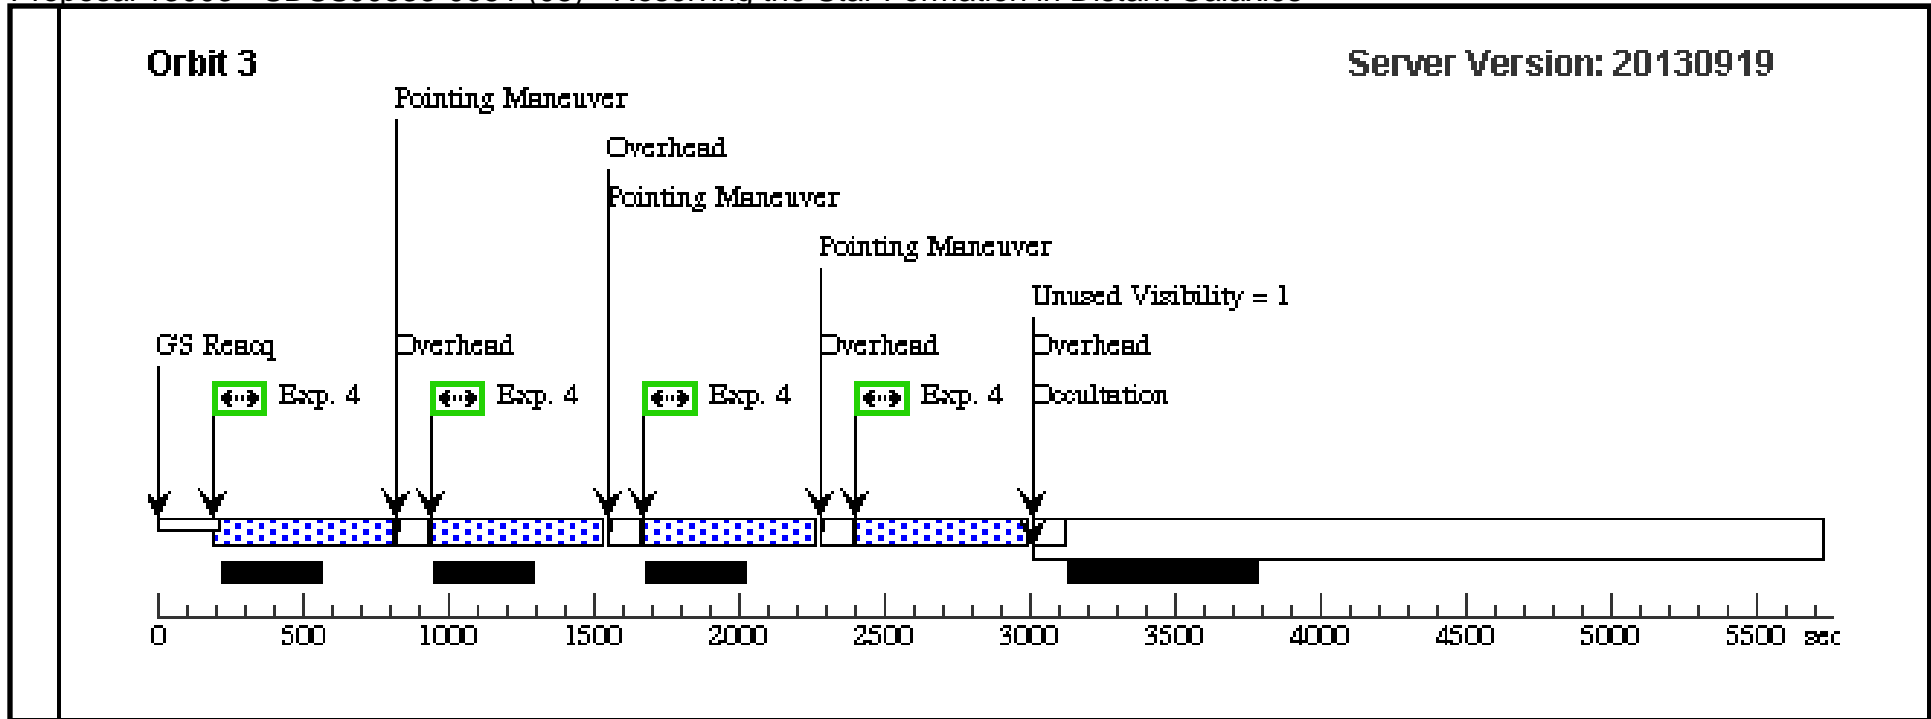 Orbit 3
Server Version: 20130919
Pointing Maneuver
Overhead
Pointing Maneuver
Pointing Maneuver
Unused Visibility = 1
GS Reacq
Overhead
Overhead
Overhead
Exp. 4
Exp. 4
Exp. 4
Exp. 4
Occultation
0 500 1000 1500 2000 2500 3000 3500 4000 4500 5000 5500 sec